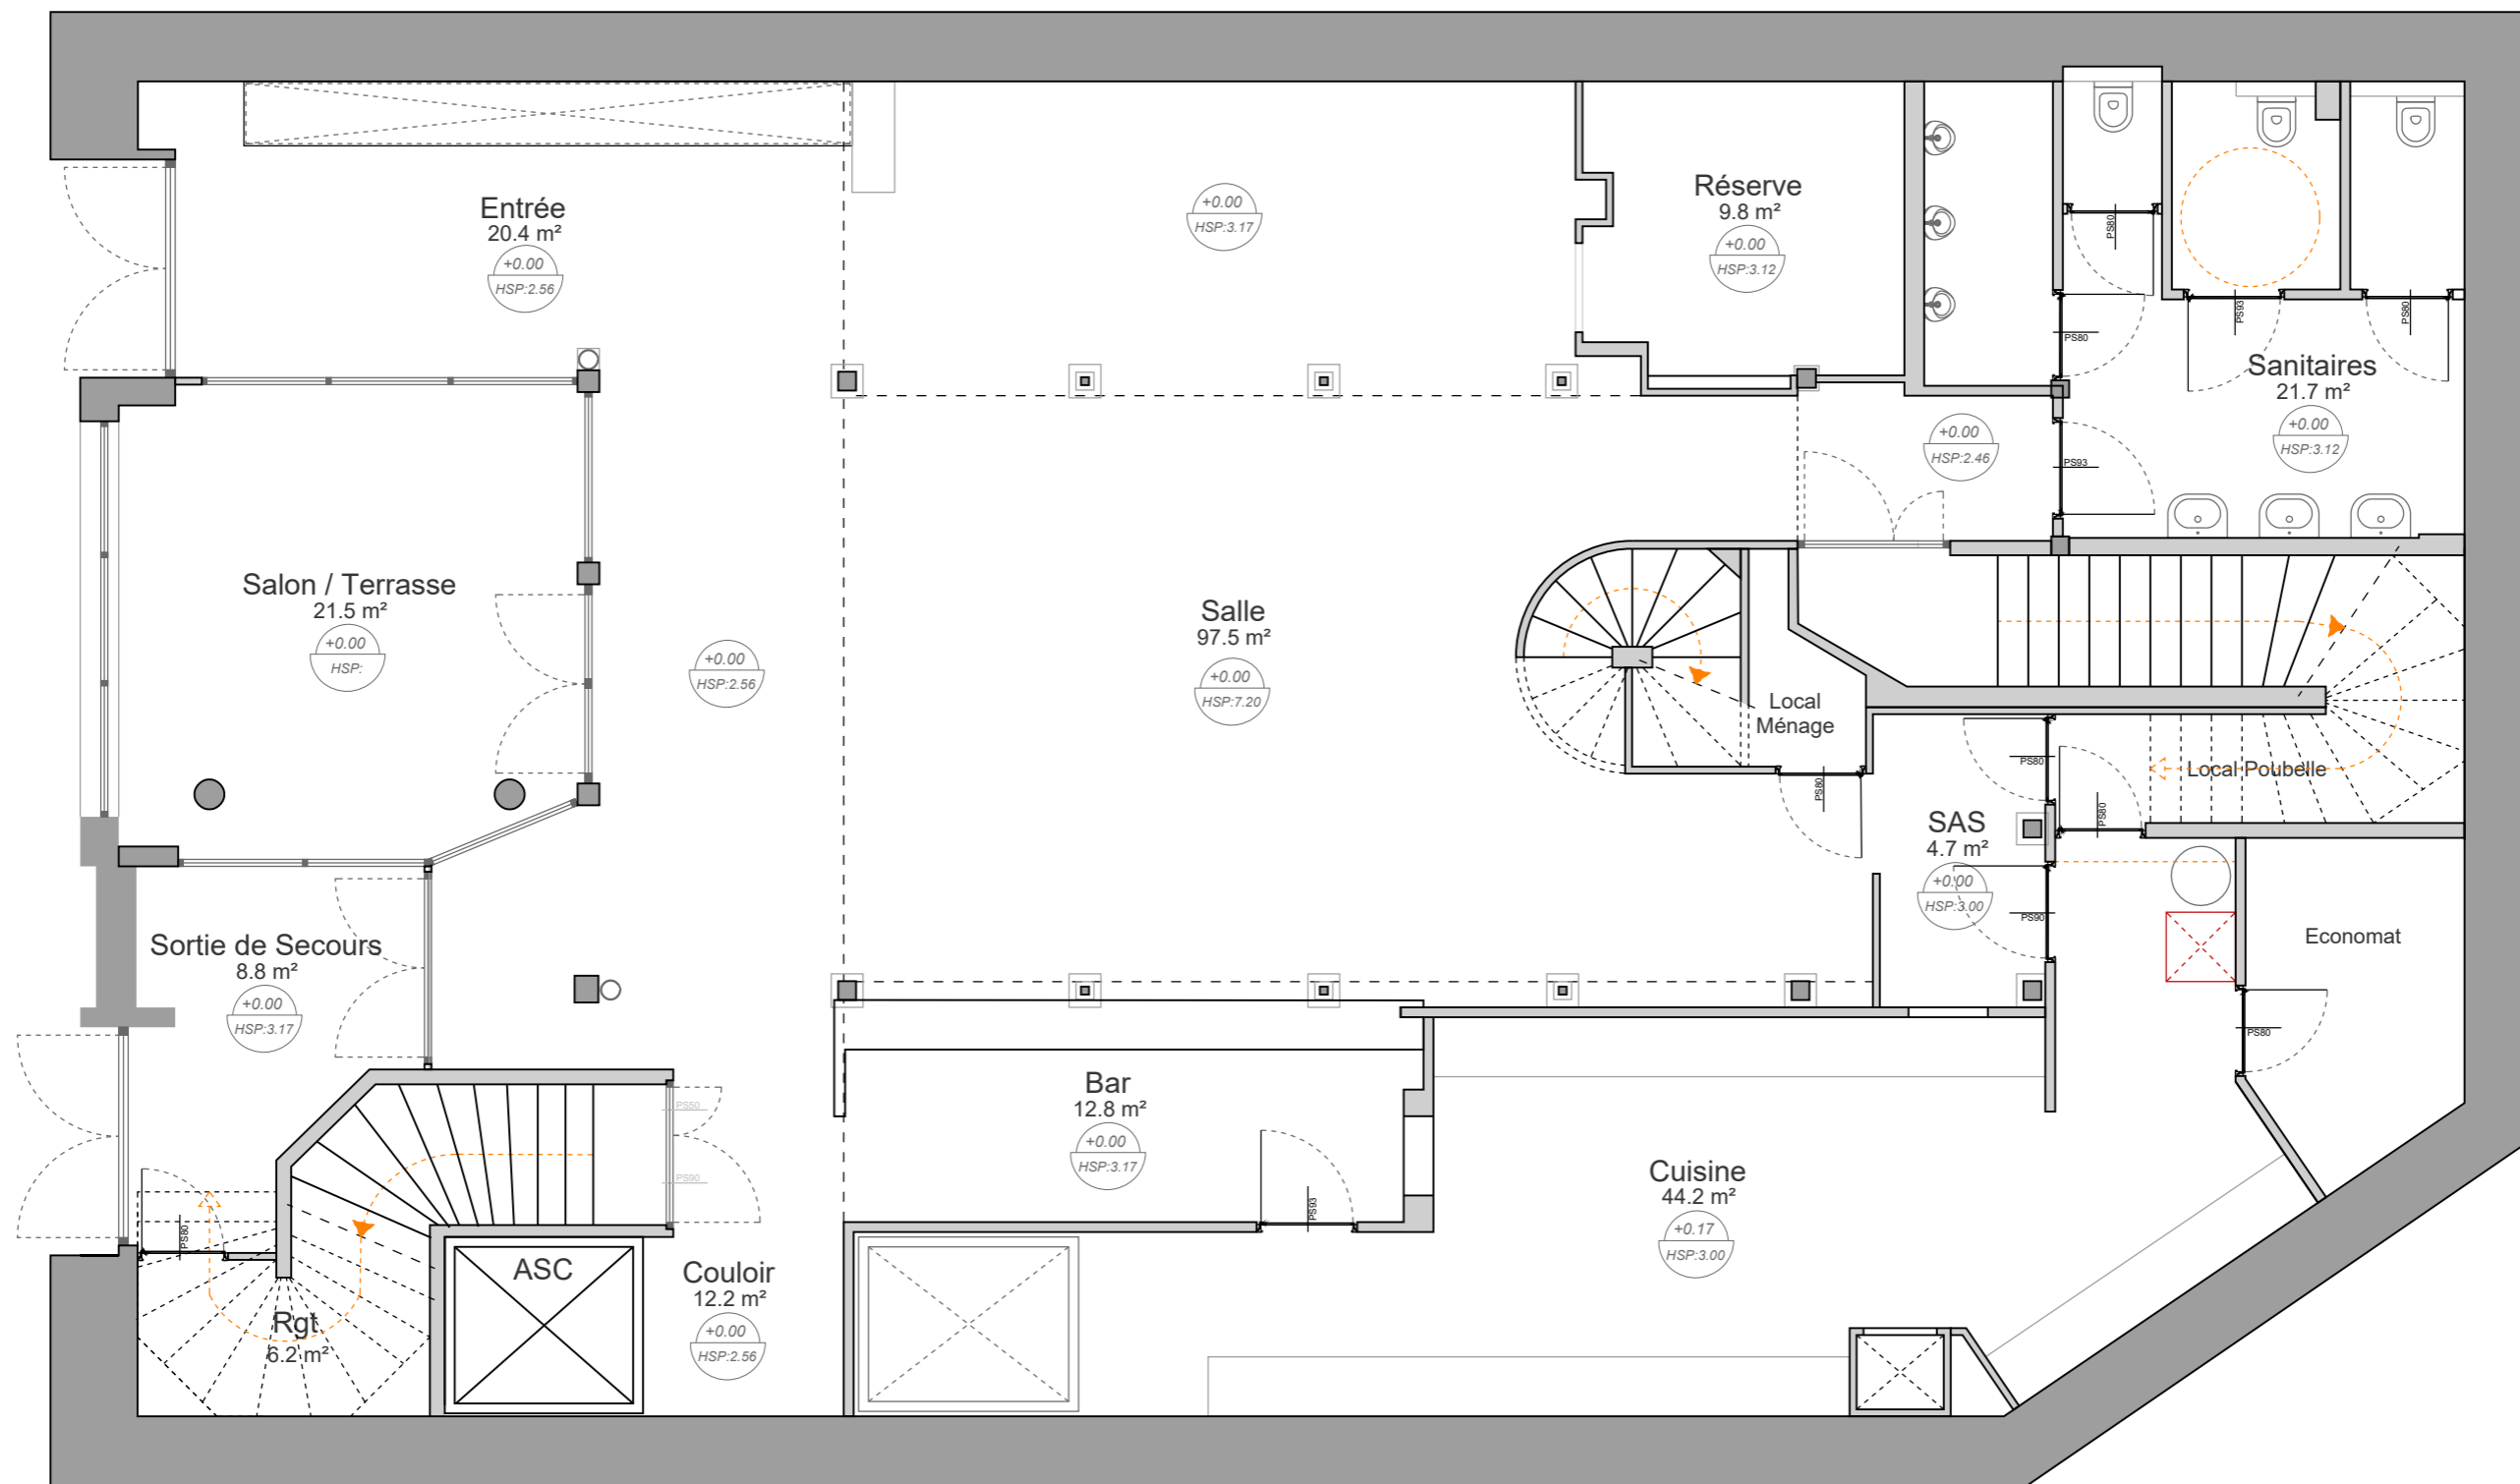 Entrée
20.4 m²
+0.00
HSP:2.56
+0.00
HSP:3.17
Réserve
9.8 m²
+0.00
HSP:3.12
PS80
PS93
PS80
PS80
Sanitaires
21.7 m²
+0.00
HSP:3.12
+0.00
HSP:2.46
PS93
Salon / Terrasse
21.5 m²
+0.00
HSP:
+0.00
HSP:2.56
Salle
97.5 m²
+0.00
HSP:7.20
Local
Ménage
PS80
PS80
Local Poubelle
PS80
SAS
4.7 m²
+0.00
HSP:3.00
PS90
Economat
PS80
Sortie de Secours
8.8 m²
+0.00
HSP:3.17
PS50
PS90
PS80
Bar
12.8 m²
+0.00
HSP:3.17
PS93
Cuisine
44.2 m²
+0.17
HSP:3.00
ASC
Couloir
12.2 m²
+0.00
HSP:2.56
Rgt
6.2 m²